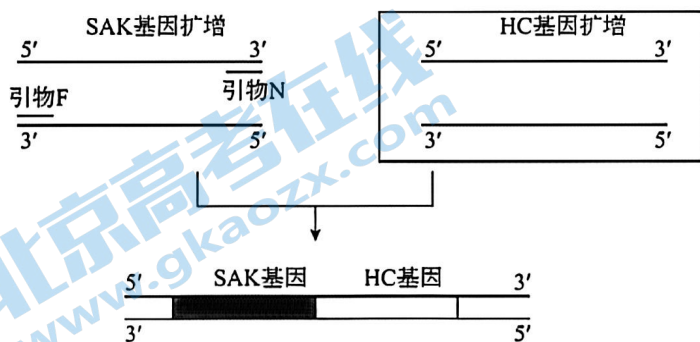 SAK基因扩增
5′ 3′
引物F 引物N
3′ 5′
HC基因扩增
5′ 3′
3′ 5′
5′ SAK基因 HC基因 3′
3′ 5′
北京高考在线
www.gkaozx.com